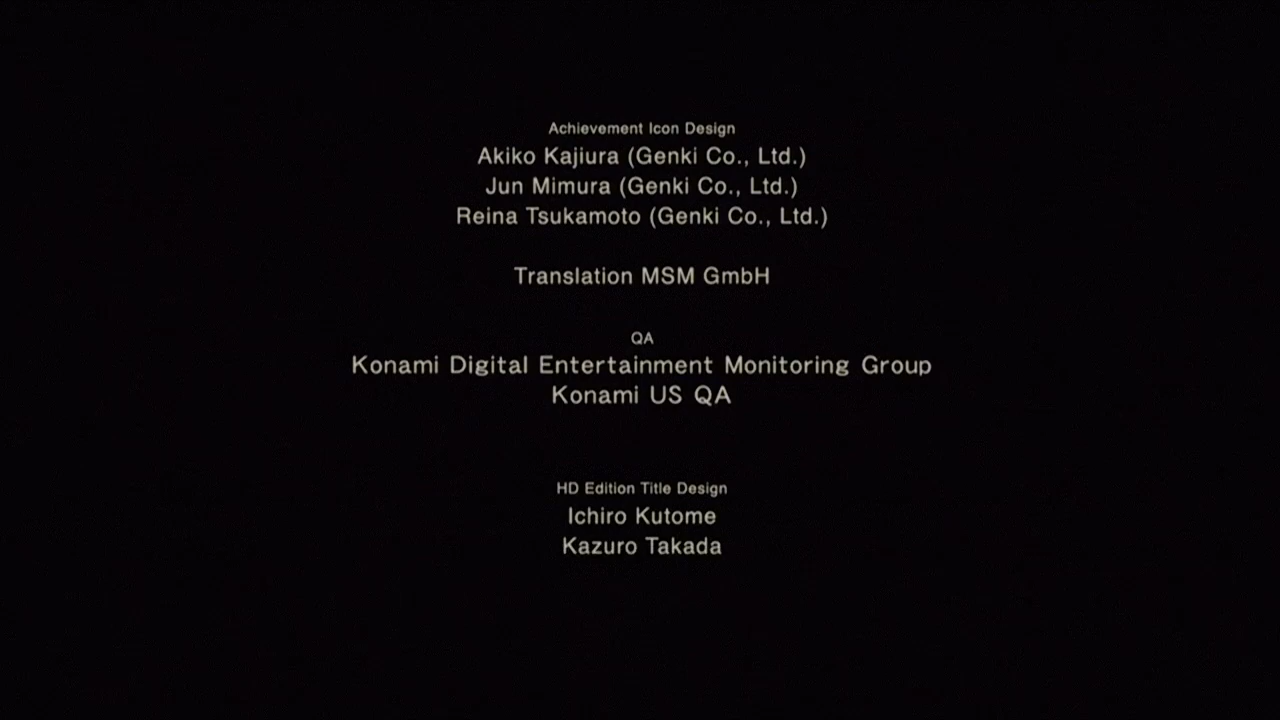 Achievement Icon Design
Akiko Kajiura (Genki Co., Ltd.)
Jun Mimura (Genki Co., Ltd.)
Reina Tsukamoto (Genki Co., Ltd.)
Translation MSM GmbH
QA
Konami Digital Entertainment Monitoring Group
Konami US QA
HD Edition Title Design
Ichiro Kutome
Kazuro Takada